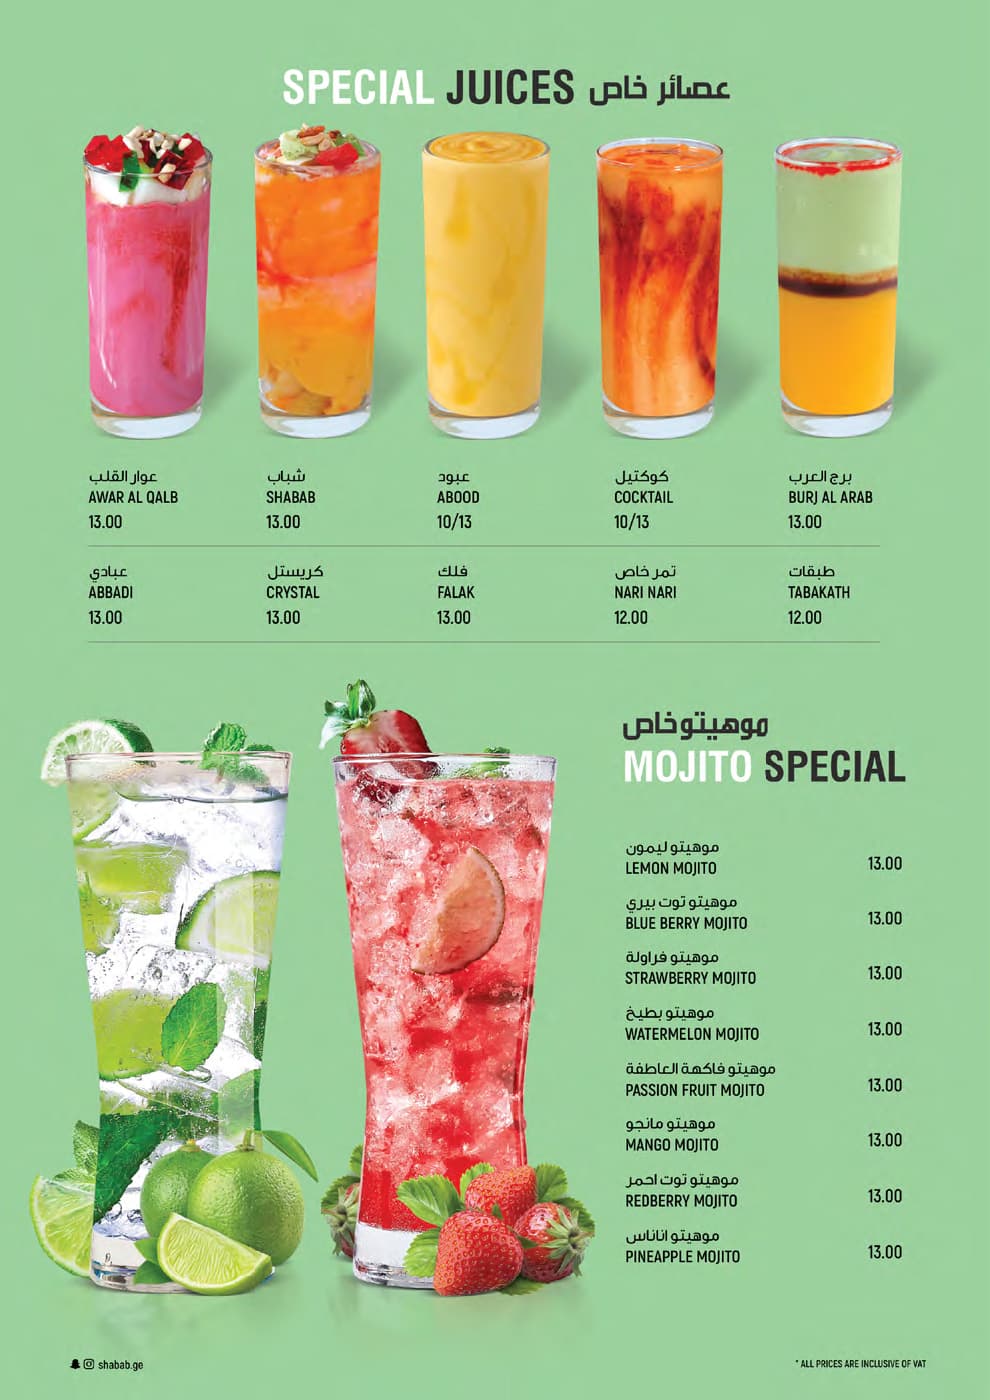 SPECIAL JUICES عصائر خاص
عوار القلب
AWAR AL QALB
13.00
شباب
SHABAB
13.00
عبود
ABOOD
10/13
كوكتيل
COCKTAIL
10/13
برج العرب
BURJ AL ARAB
13.00
عبادي
ABBADI
13.00
كريستل
CRYSTAL
13.00
فلك
FALAK
13.00
تمر خاص
NARI NARI
12.00
طبقات
TABAKATH
12.00
موهيتو خاص
MOJITO SPECIAL
موهيتو ليمون
LEMON MOJITO 13.00
موهيتو توت بيري
BLUE BERRY MOJITO 13.00
موهيتو فراولة
STRAWBERRY MOJITO 13.00
موهيتو بطيخ
WATERMELON MOJITO 13.00
موهيتو فاكهة العاطفة
PASSION FRUIT MOJITO 13.00
موهيتو مانجو
MANGO MOJITO 13.00
موهيتو توت احمر
REDBERRY MOJITO 13.00
موهيتو اناناس
PINEAPPLE MOJITO 13.00
shabab.ge
* ALL PRICES ARE INCLUSIVE OF VAT